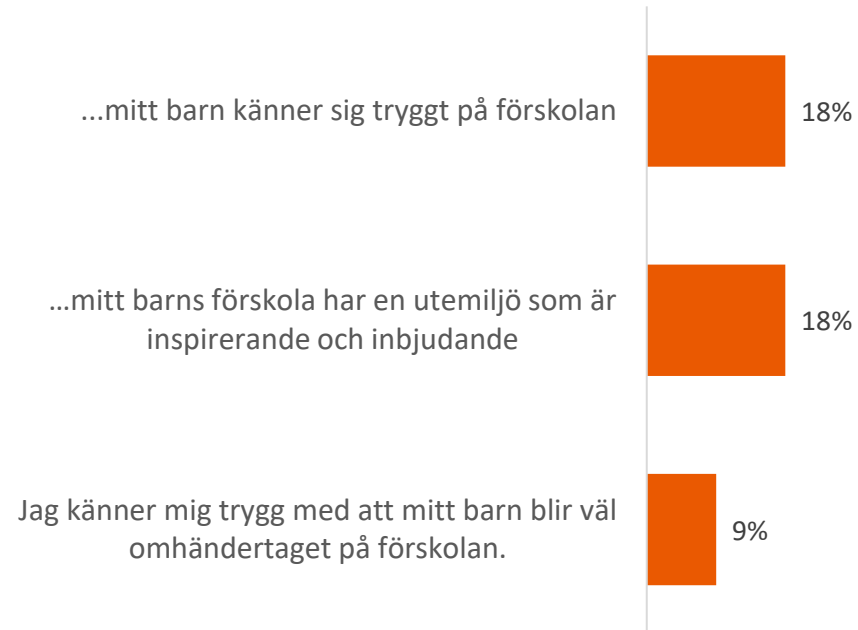 ...mitt barn känner sig tryggt på förskolan
18%
...mitt barns förskola har en utemiljö som är
inspirerande och inbjudande
18%
Jag känner mig trygg med att mitt barn blir väl
omhändertaget på förskolan.
9%